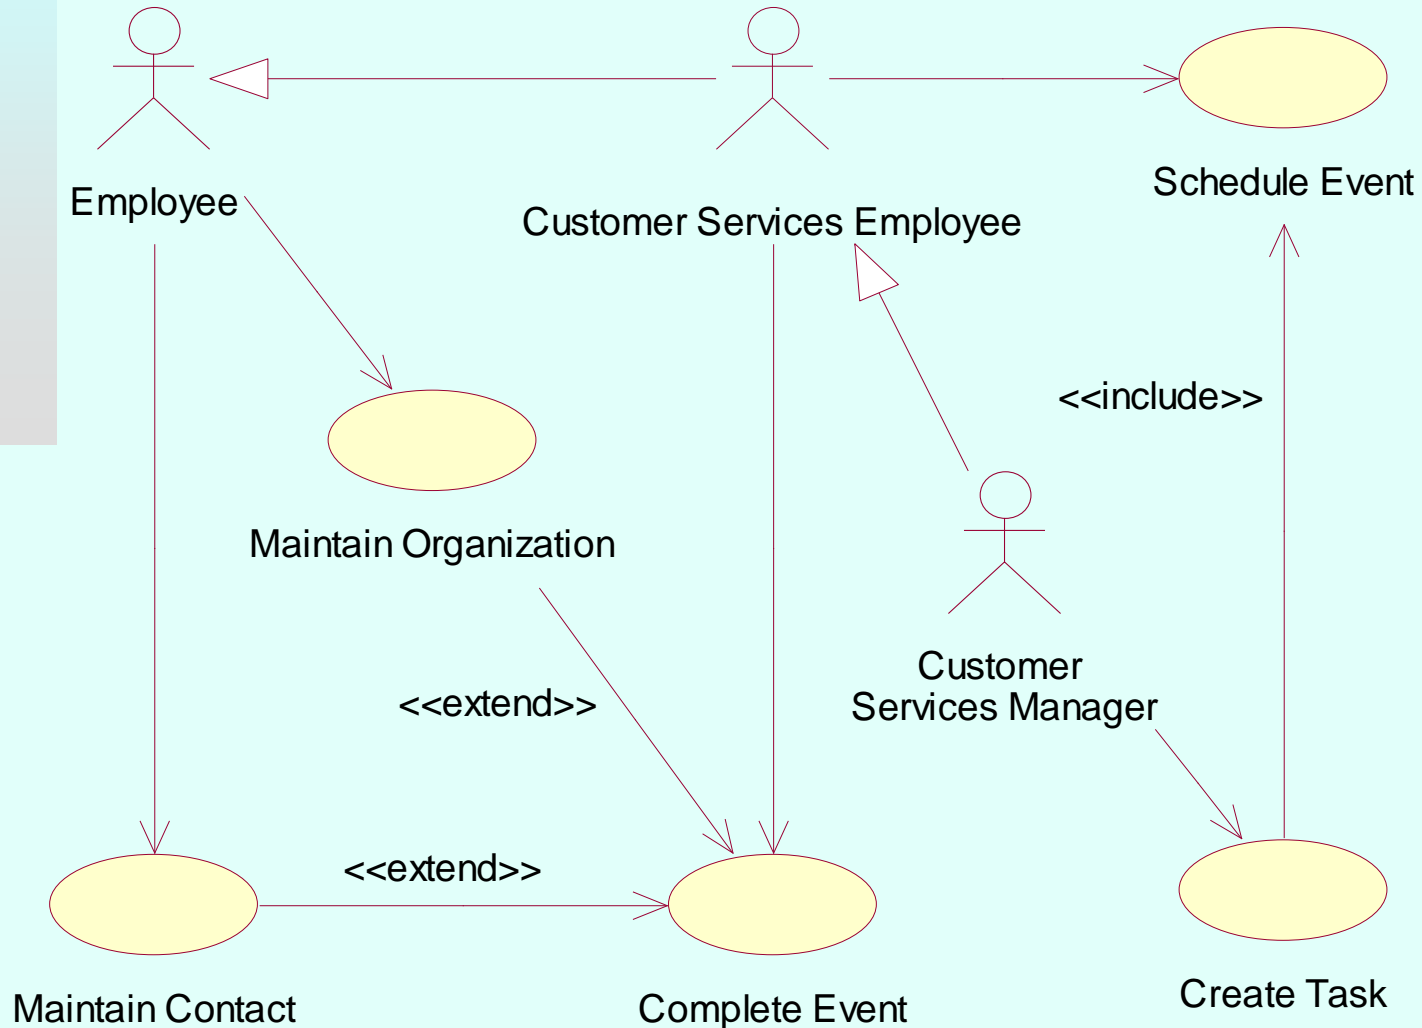 Employee
Customer Services Employee
Schedule Event
<<include>>
Maintain Organization
<<extend>>
Customer
Services Manager
<<extend>>
Maintain Contact
Complete Event
Create Task